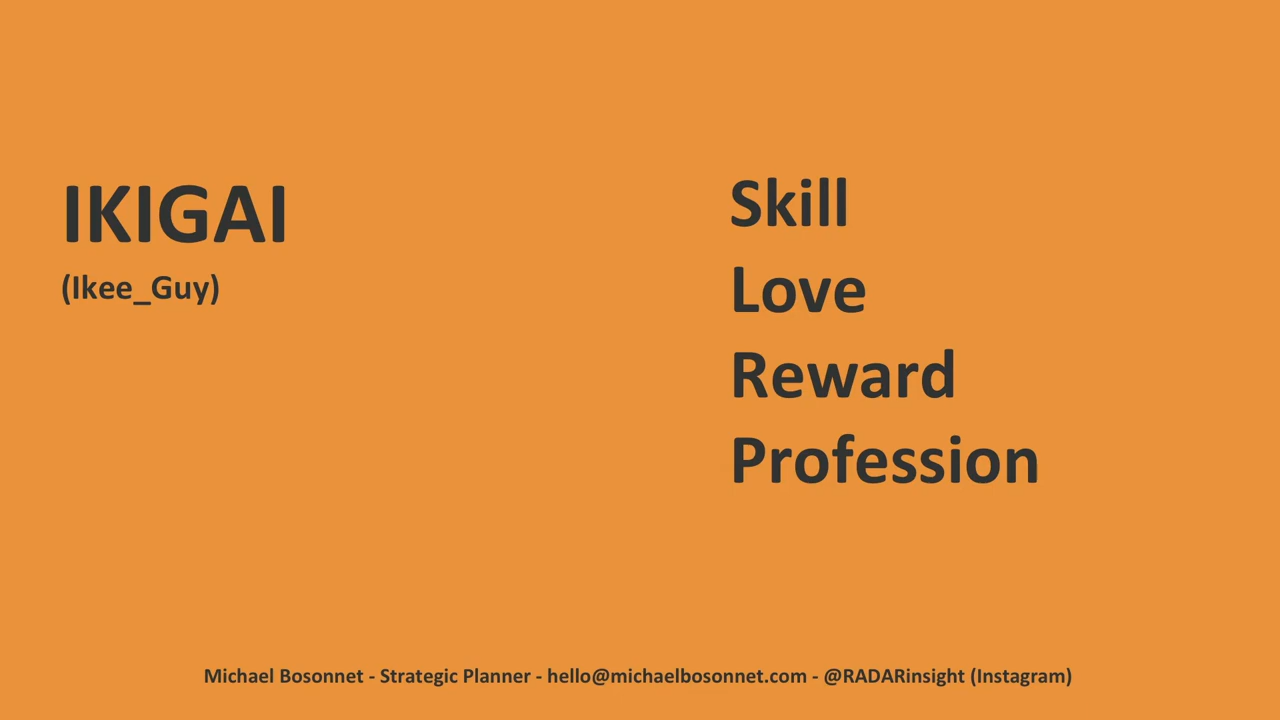 IKIGAI
(Ikee_Guy)
Skill
Love
Reward
Profession
Michael Bosonnet - Strategic Planner - hello@michaelbosonnet.com - @RADARinsight (Instagram)